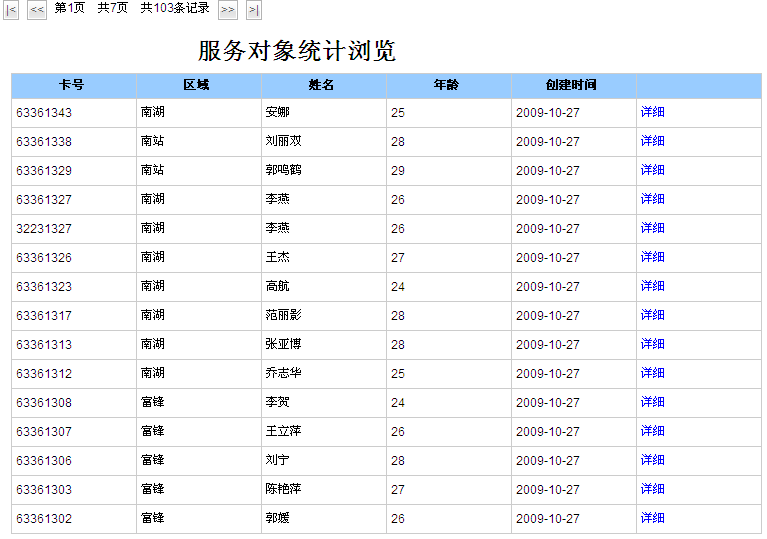 |< << 第1页 共7页 共103条记录 >> >|
服务对象统计浏览
卡号 区域 姓名 年龄 创建时间
63361343 南湖 安娜 25 2009-10-27 详细
63361338 南站 刘丽双 28 2009-10-27 详细
63361329 南站 郭鸣鹤 29 2009-10-27 详细
63361327 南湖 李燕 26 2009-10-27 详细
32231327 南湖 李燕 26 2009-10-27 详细
63361326 南湖 王杰 27 2009-10-27 详细
63361323 南湖 高航 24 2009-10-27 详细
63361317 南湖 范丽影 28 2009-10-27 详细
63361313 南湖 张亚博 28 2009-10-27 详细
63361312 南湖 乔志华 25 2009-10-27 详细
63361308 富锋 李贺 24 2009-10-27 详细
63361307 富锋 王立萍 26 2009-10-27 详细
63361306 富锋 刘宁 28 2009-10-27 详细
63361303 富锋 陈艳萍 27 2009-10-27 详细
63361302 富锋 郭媛 26 2009-10-27 详细